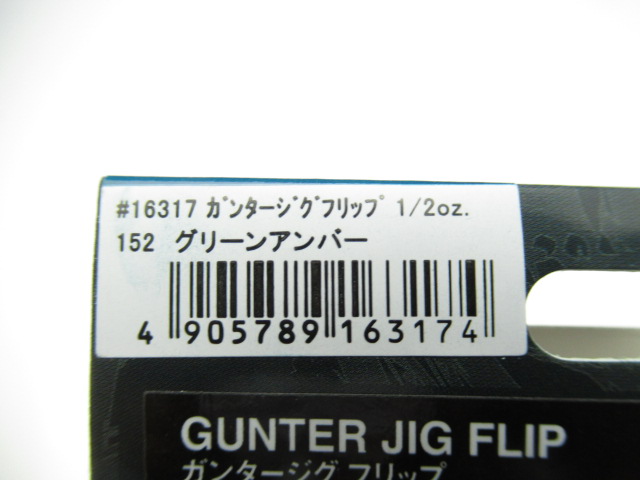 #16317 ガンタージグフリップ 1/2oz.
152 グリーンアンバー
4 905789 163174
GUNTER JIG FLIP
ガンタージグ フリップ